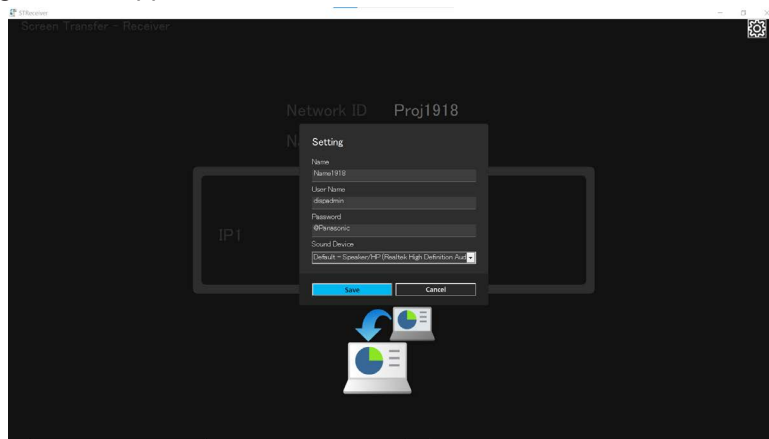 STReceiver
Screen Transfer - Receiver
Network ID Proj1918
N
Setting
Name
Name1918
User Name
dispadmin
Password
@Panasonic
Sound Device
Default - Speaker/HP (Realtek High Definition Aud
IP1
Save Cancel